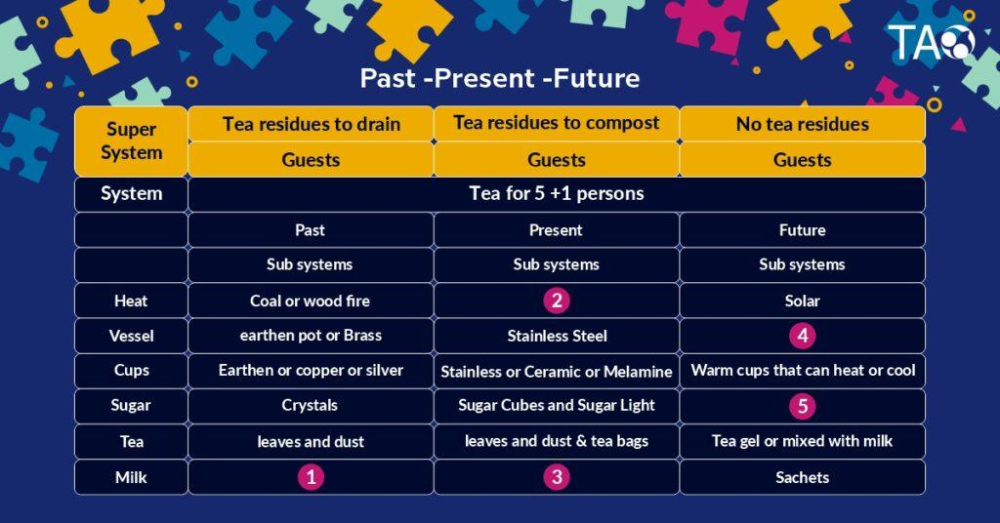 TAO
Past -Present -Future
Super
System
Tea residues to drain
Tea residues to compost
No tea residues
Guests
Guests
Guests
System
Tea for 5 +1 persons
Past
Present
Future
Sub systems
Sub systems
Sub systems
Heat
Coal or wood fire
2
Solar
Vessel
earthen pot or Brass
Stainless Steel
4
Cups
Earthen or copper or silver
Stainless or Ceramic or Melamine
Warm cups that can heat or cool
Sugar
Crystals
Sugar Cubes and Sugar Light
5
Tea
leaves and dust
leaves and dust & tea bags
Tea gel or mixed with milk
Milk
1
3
Sachets